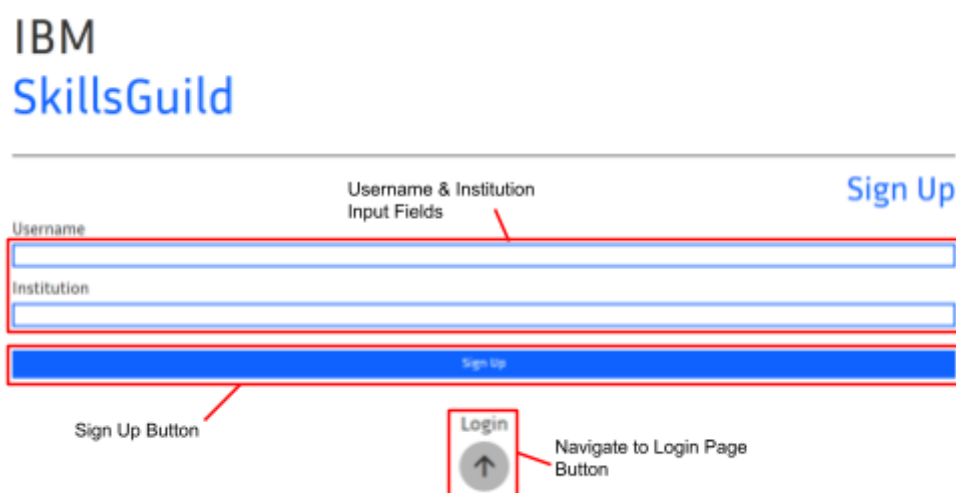 IBM
SkillsGuild
Sign Up
Username & Institution
Input Fields
Username
Institution
Sign Up
Sign Up Button
Login
Navigate to Login Page
Button